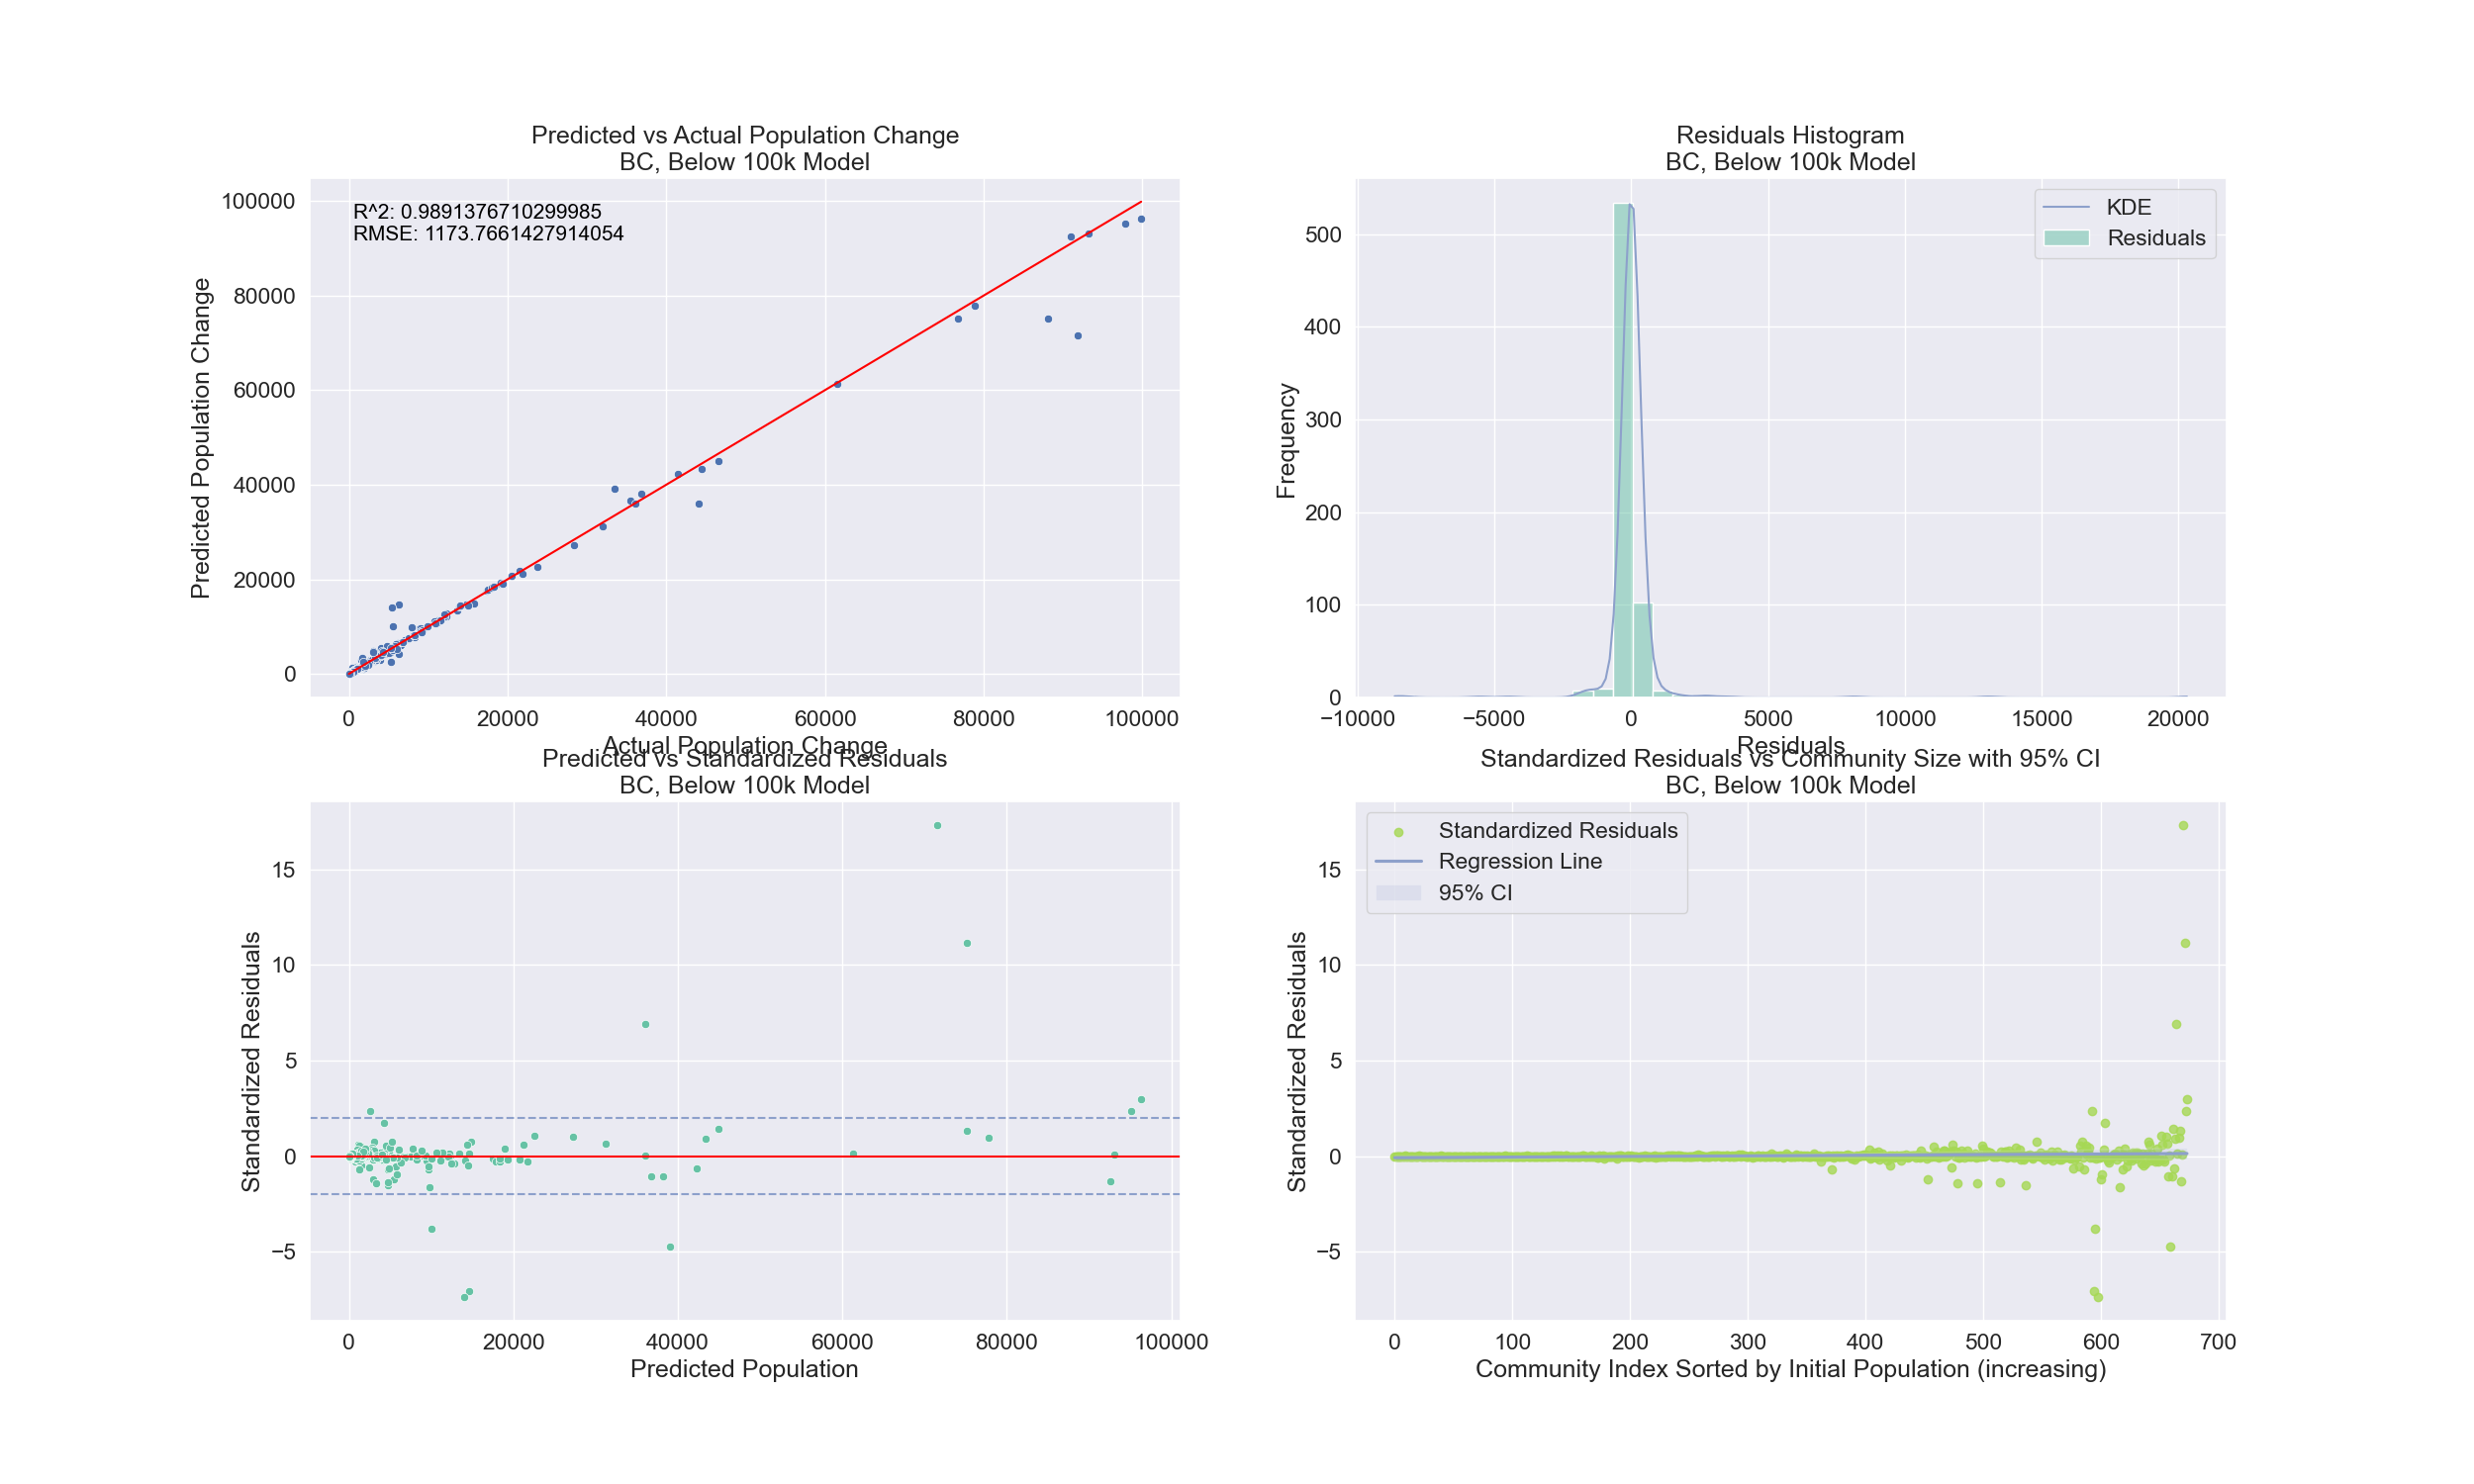 Predicted vs Actual Population Change
BC, Below 100k Model
R^2: 0.9891376710299985
RMSE: 1173.7661427914054
Predicted Population Change
100000
80000
60000
40000
20000
0
0 20000 40000 60000 80000 100000
Actual Population Change
Residuals Histogram
BC, Below 100k Model
KDE
Residuals
Frequency
500
400
300
200
100
0
−10000 −5000 0 5000 10000 15000 20000
Residuals
Predicted vs Standardized Residuals
BC, Below 100k Model
Standardized Residuals
15
10
5
0
−5
0 20000 40000 60000 80000 100000
Predicted Population
Standardized Residuals vs Community Size with 95% CI
BC, Below 100k Model
Standardized Residuals
Regression Line
95% CI
Standardized Residuals
15
10
5
0
−5
0 100 200 300 400 500 600 700
Community Index Sorted by Initial Population (increasing)